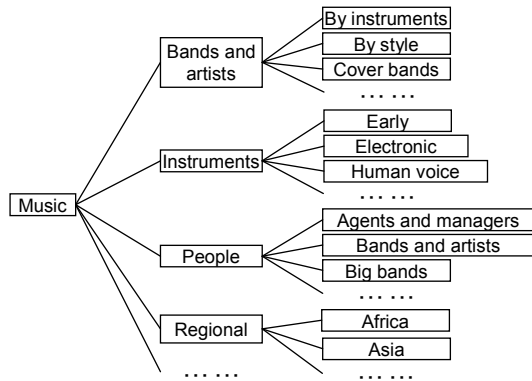 By instruments
Bands and
artists
By style
Cover bands
... ...
Early
Instruments
Electronic
Human voice
... ...
Music
Agents and managers
People
Bands and artists
Big bands
... ...
Regional
Africa
Asia
... ...
... ...